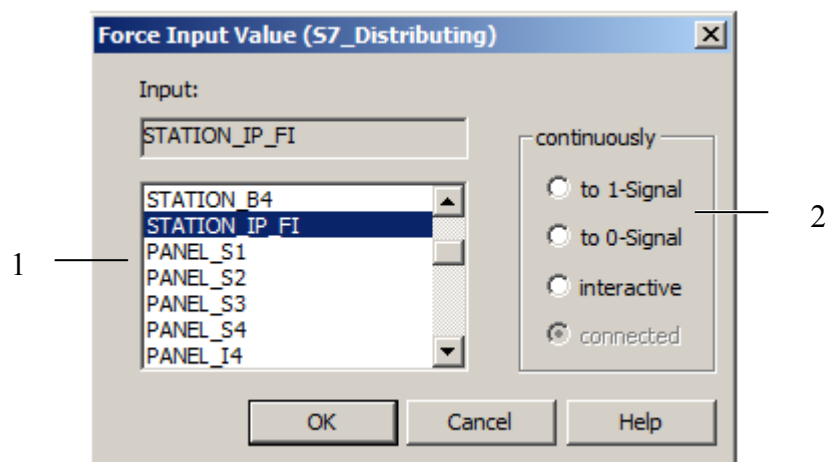 Force Input Value (S7_Distributing)
Input:
STATION_IP_FI
continuously
STATION_B4
STATION_IP_FI
PANEL_S1
PANEL_S2
PANEL_S3
PANEL_S4
PANEL_I4
to 1-Signal
to 0-Signal
interactive
connected
1
2
OK
Cancel
Help